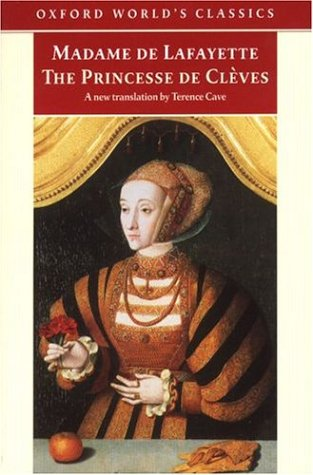 OXFORD WORLD'S CLASSICS
MADAME DE LAFAYETTE
THE PRINCESSE DE CLÈVES
A new translation by Terence Cave